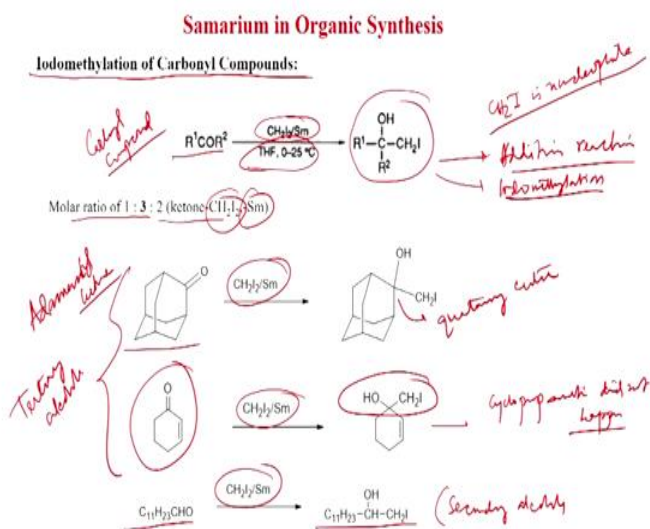 Samarium in Organic Synthesis
Iodomethylation of Carbonyl Compounds:
CH2I is nucleophile
Carbonyl compound
R¹COR²
CH2I2/Sm
THF, 0–25 °C
OH
R¹–C–CH2I
R²
Addition reaction
Iodomethylation
Molar ratio of 1 : 3 : 2 (ketone-CH2I2-Sm)
Adamantyl ketone
O
CH2I2/Sm
OH
CH2I
quaternary center
Tertiary alcohols
O
CH2I2/Sm
HO
CH2I
Cyclopropanation did not happen
C11H23CHO
CH2I2/Sm
OH
C11H23–CH–CH2I
(Secondary alcohols